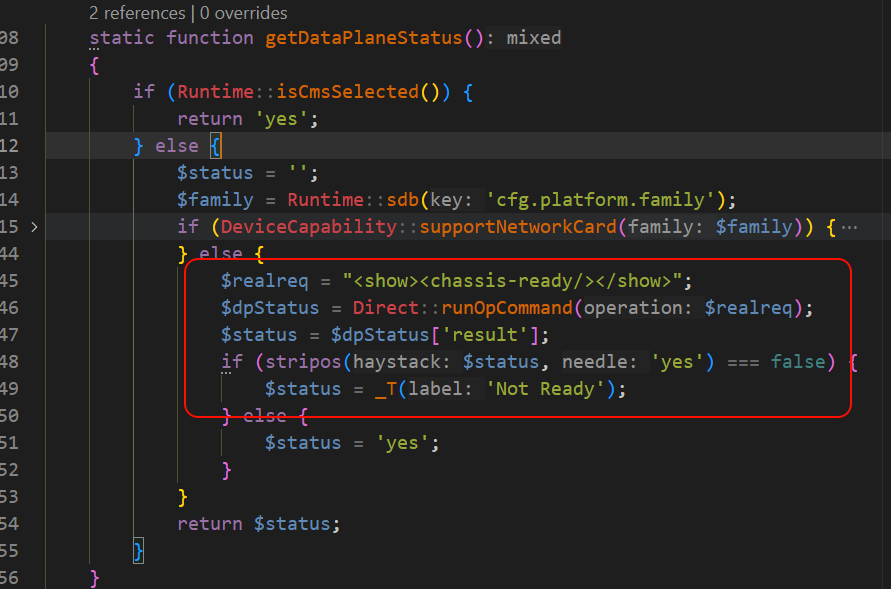 2 references | 0 overrides
08 static function getDataPlaneStatus(): mixed
09 {
10 if (Runtime::isCmsSelected()) {
11 return 'yes';
12 } else {
13 $status = '';
14 $family = Runtime::sdb(key: 'cfg.platform.family');
15 if (DeviceCapability::supportNetworkCard(family: $family)) { ···
44 } else {
45 $realreq = "<show><chassis-ready/></show>";
46 $dpStatus = Direct::runOpCommand(operation: $realreq);
47 $status = $dpStatus['result'];
48 if (stripos(haystack: $status, needle: 'yes') === false) {
49 $status = _T(label: 'Not Ready');
50 } else {
51 $status = 'yes';
52 }
53 }
54 return $status;
55 }
56 }